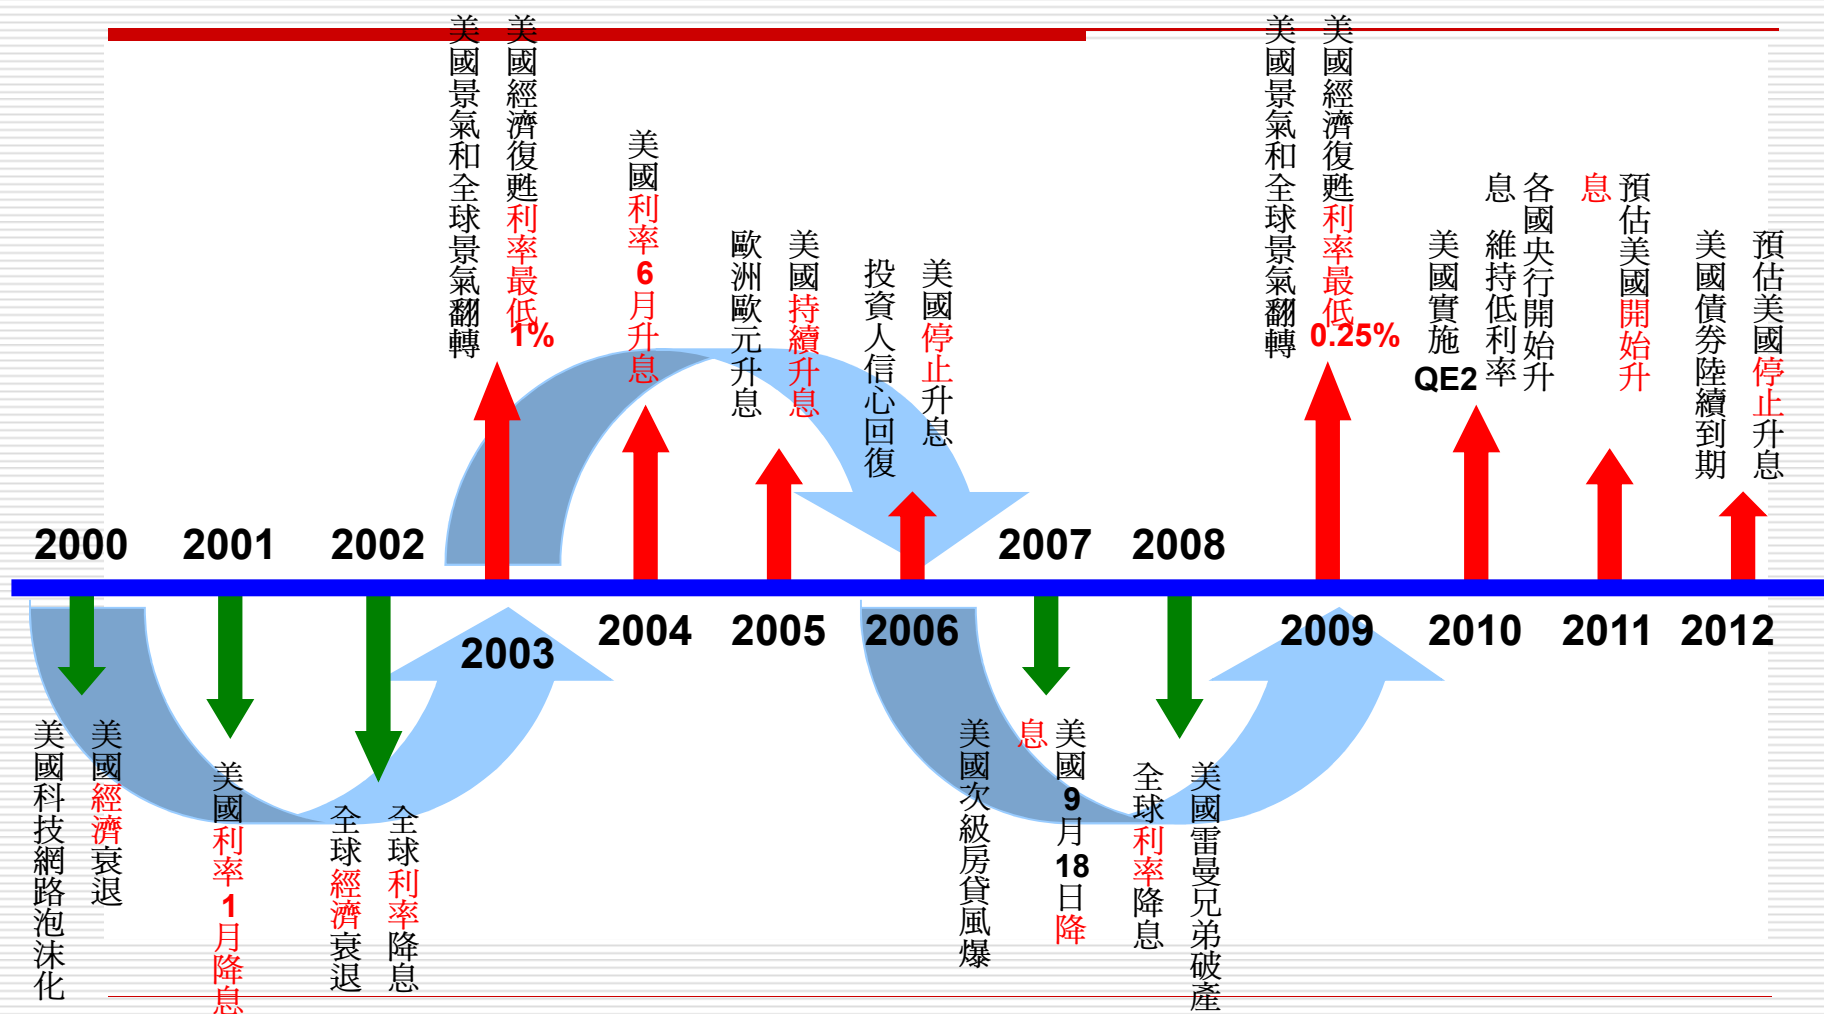 2000
美國經濟衰退
美國科技網路泡沫化
2001
美國利率1月降息
2002
全球利率降息
全球經濟衰退
2003
美國經濟復甦利率最低1%
美國景氣和全球景氣翻轉
2004
美國利率6月升息
2005
美國持續升息
歐洲歐元升息
2006
美國停止升息
投資人信心回復
2007
美國9月18日降
息
美國次級房貸風爆
2008
美國雷曼兄弟破產
全球利率降息
2009
美國經濟復甦利率最低0.25%
美國景氣和全球景氣翻轉
2010
各國央行開始升
息 維持低利率
美國實施QE2
2011
預估美國開始升
息
2012
預估美國停止升息
美國債券陸續到期